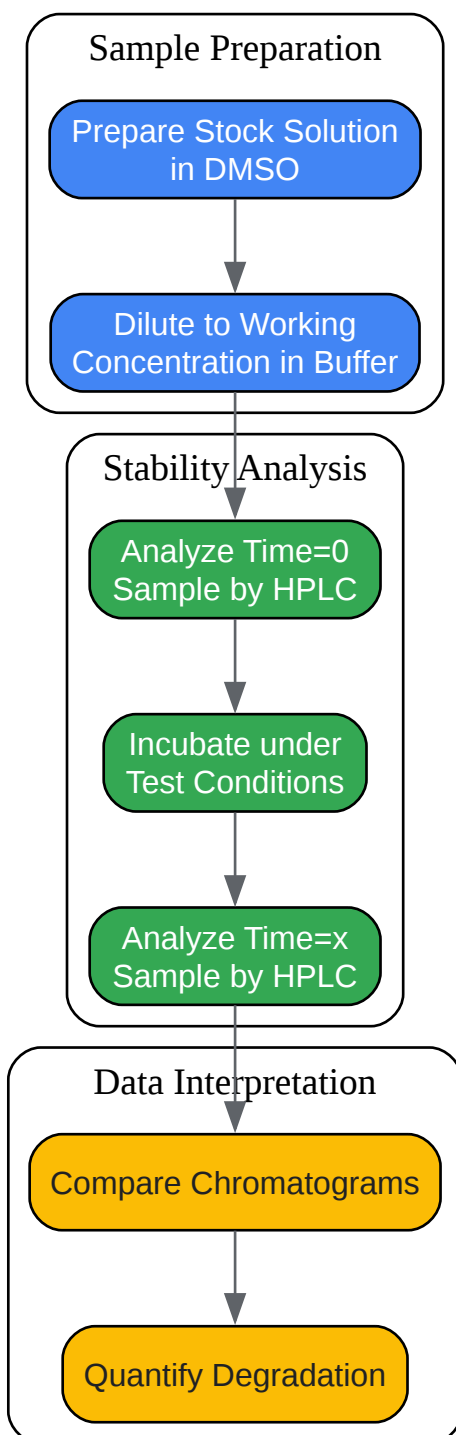 Sample Preparation
Prepare Stock Solution
in DMSO
Dilute to Working
Concentration in Buffer
Stability Analysis
Analyze Time=0
Sample by HPLC
Incubate under
Test Conditions
Analyze Time=x
Sample by HPLC
Data Interpretation
Compare Chromatograms
Quantify Degradation